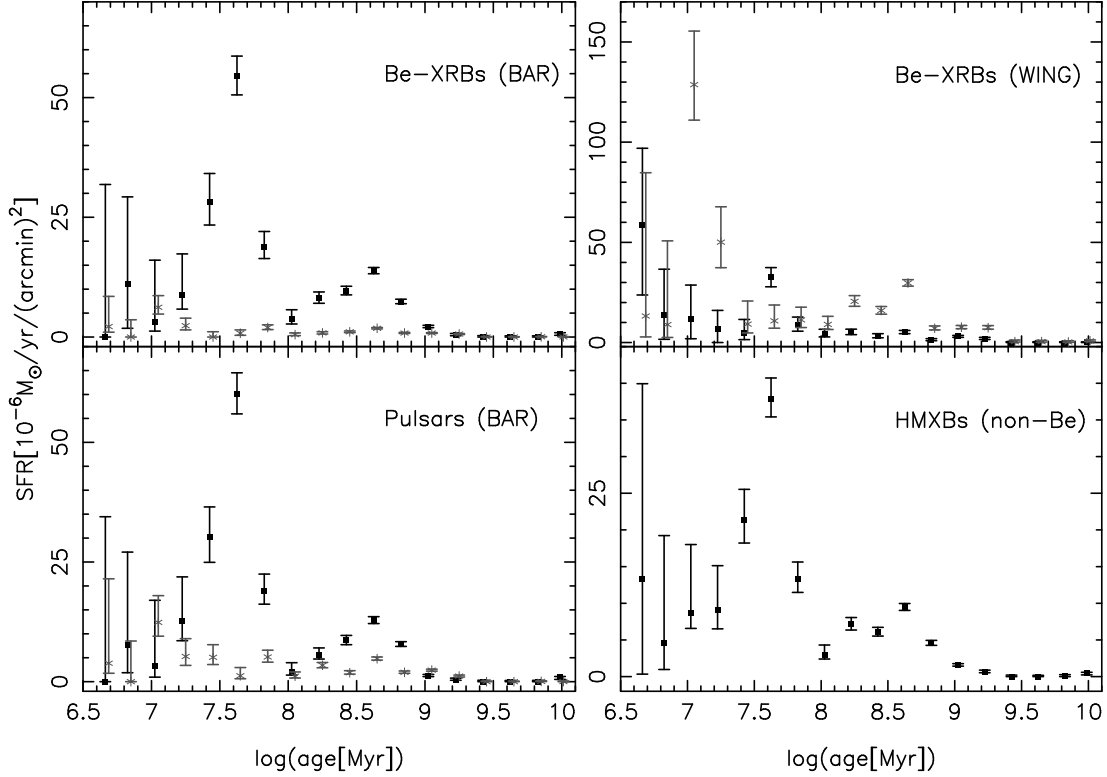 Be-XRBs (BAR)
50
25
0
Be-XRBs (WING)
150
100
50
0
SFR[10⁻⁶M☉/yr/(arcmin)²]
Pulsars (BAR)
50
25
0
HMXBs (non-Be)
25
0
6.5 7 7.5 8 8.5 9 9.5 10
7 7.5 8 8.5 9 9.5 10
log(age[Myr])
log(age[Myr])